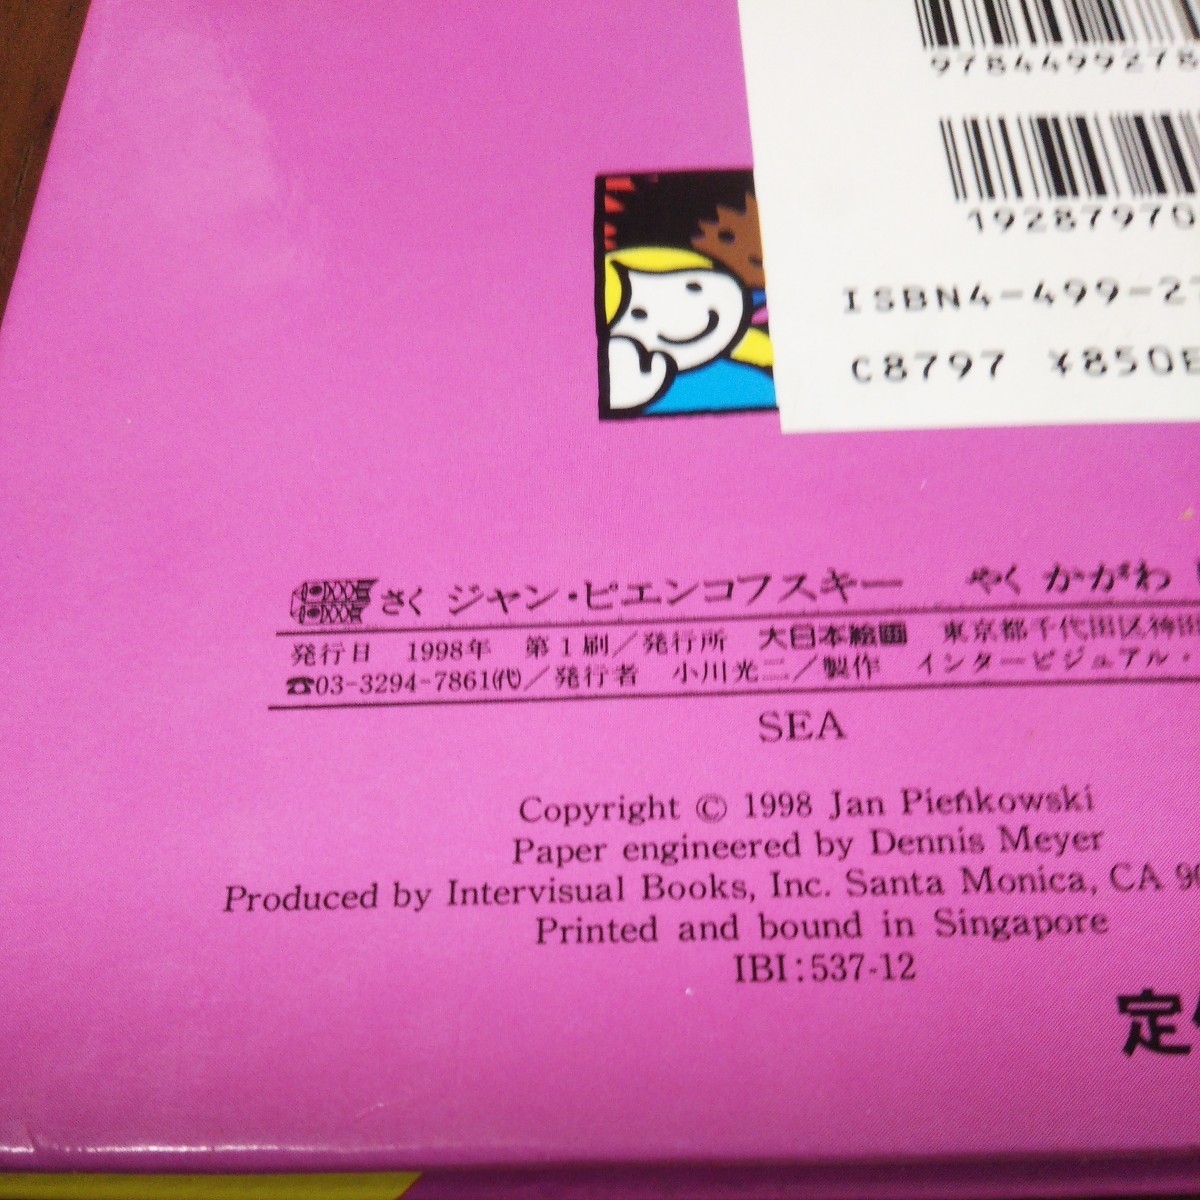 9784499278
19287970
ISBN4-499-2
C8797 ¥850E
さく ジャン・ピエンコフスキー やく かがわ
発行日 1998年 第1刷／発行所 大日本絵画 東京都千代田区神田
☎03-3294-7861㈹／発行者 小川光二／製作 インタービジュアル・
SEA
Copyright © 1998 Jan Pieńkowski
Paper engineered by Dennis Meyer
Produced by Intervisual Books, Inc. Santa Monica, CA 90
Printed and bound in Singapore
IBI:537-12
定